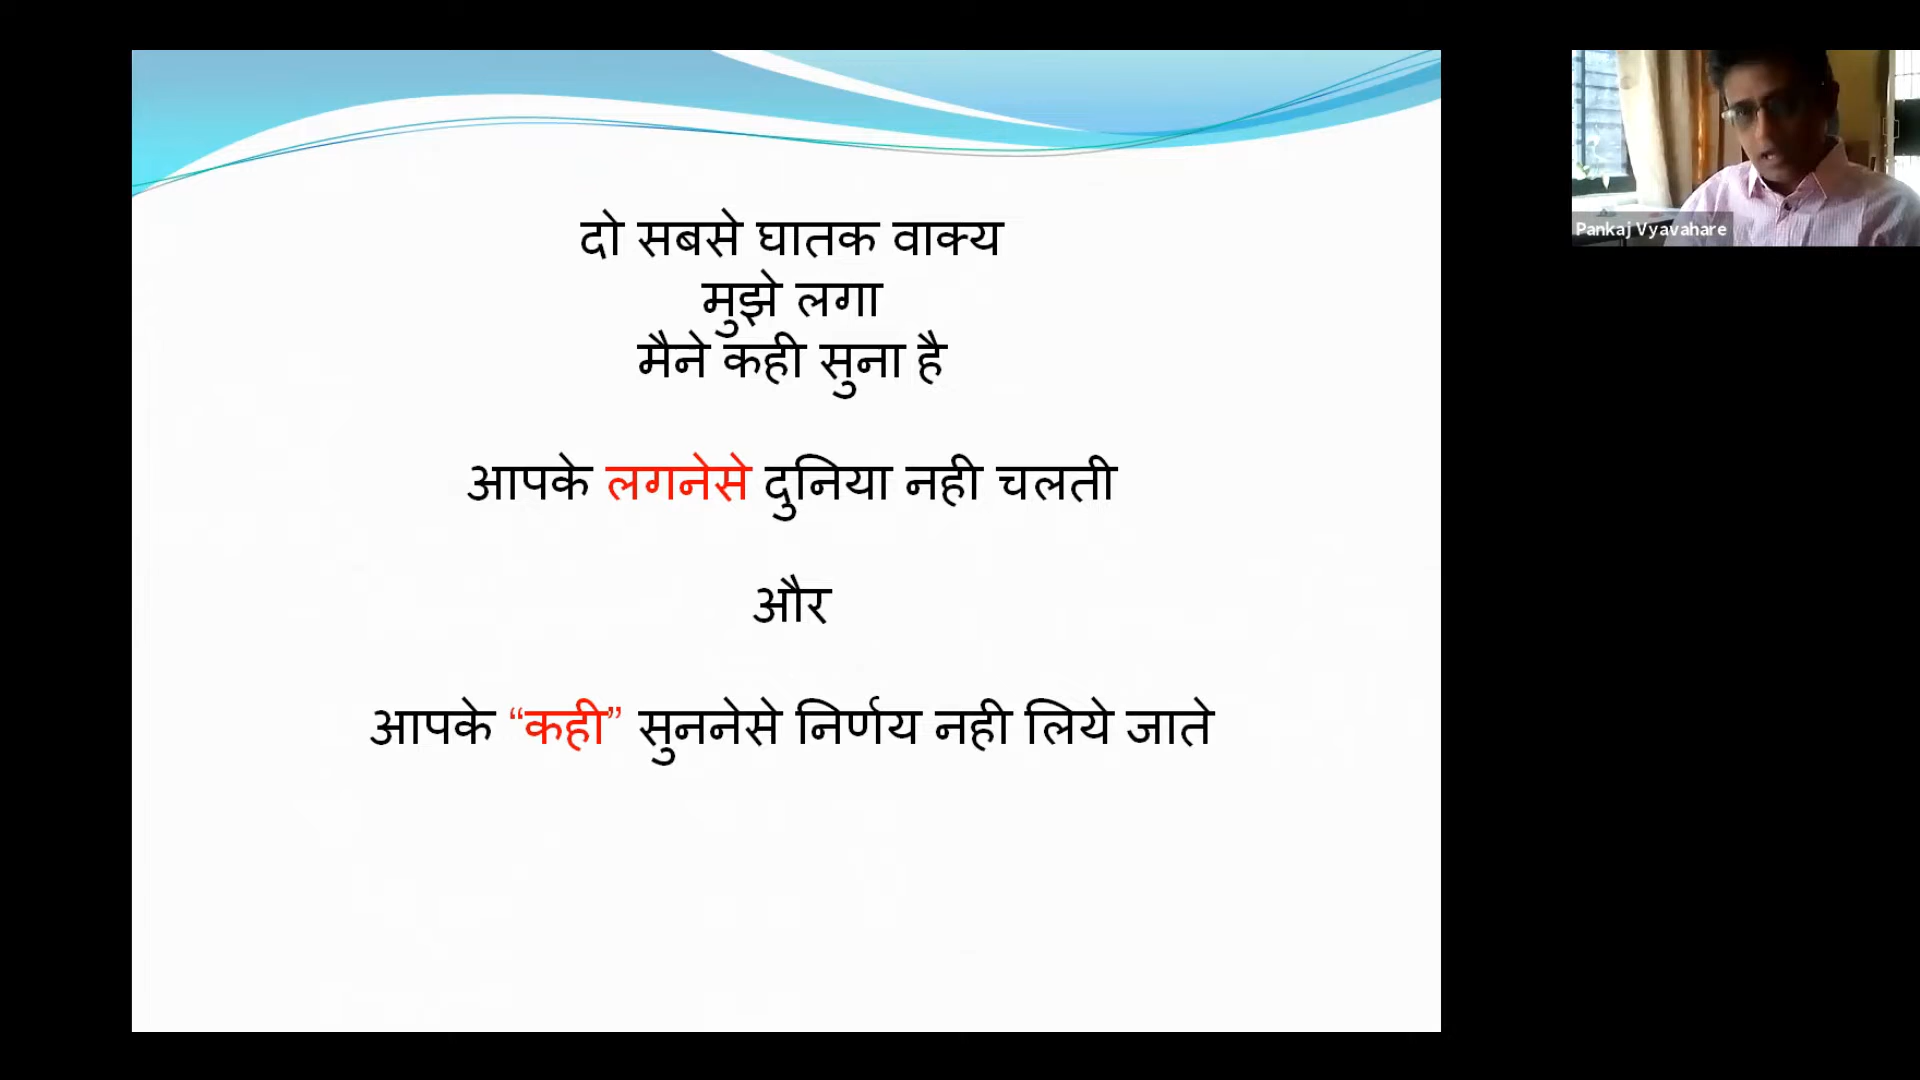 दो सबसे घातक वाक्य
मुझे लगा
मैने कही सुना है
आपके लगनेसे दुनिया नही चलती
और
आपके “कही” सुननेसे निर्णय नही लिये जाते
Pankaj Vyavahare